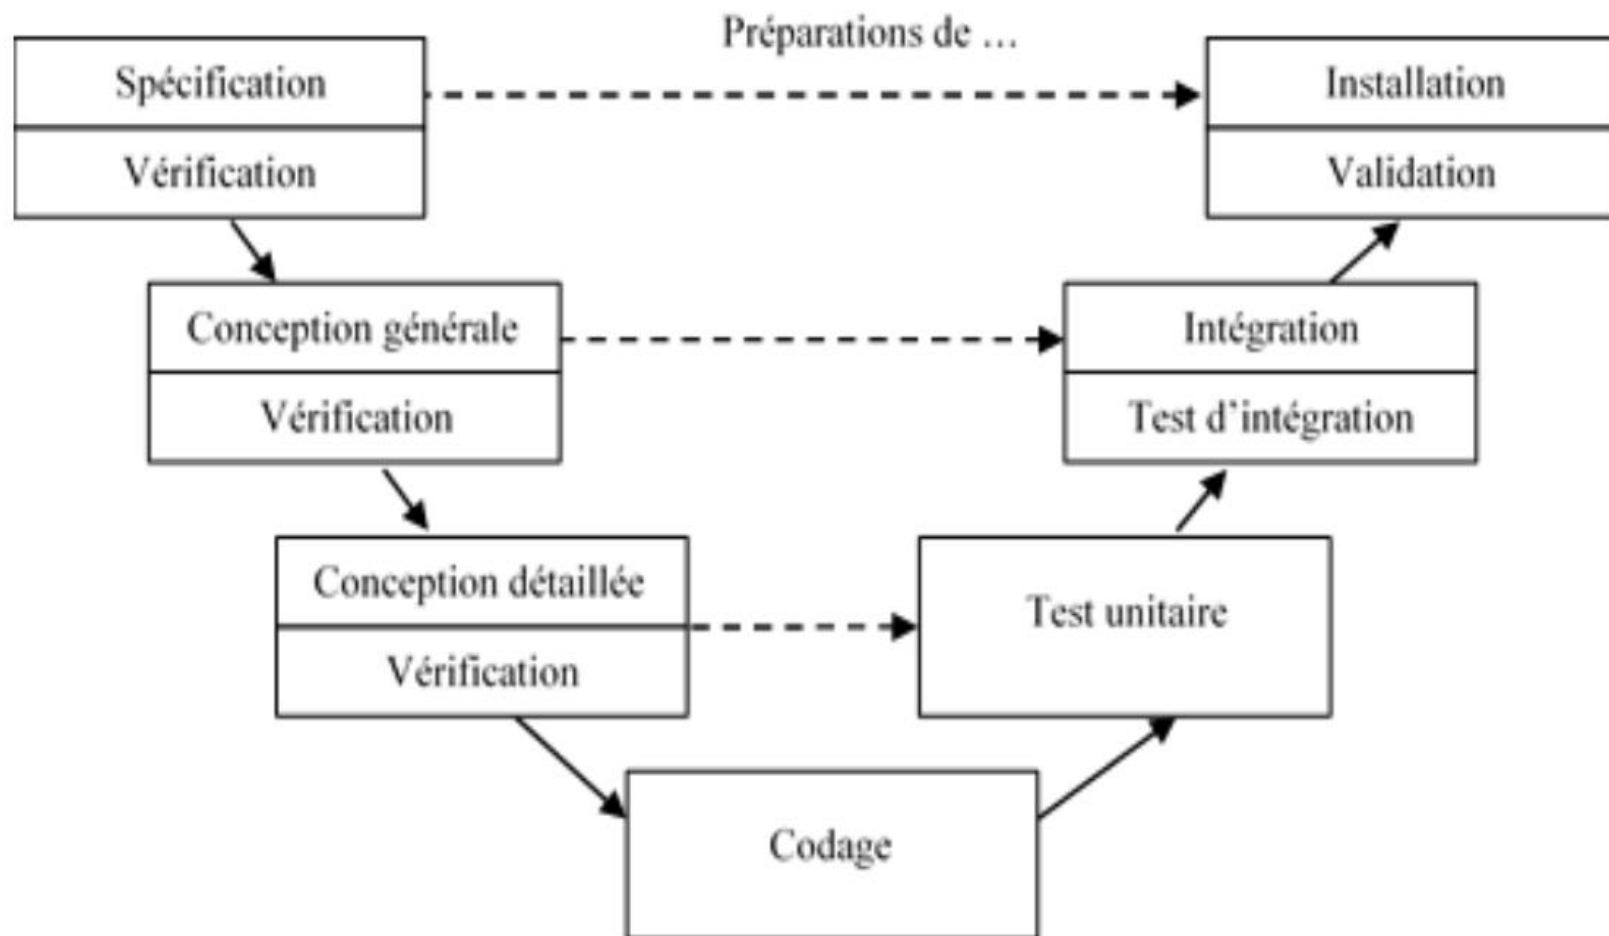 Préparations de ...
Spécification
Installation
Vérification
Validation
Conception générale
Intégration
Vérification
Test d'intégration
Conception détaillée
Test unitaire
Vérification
Codage